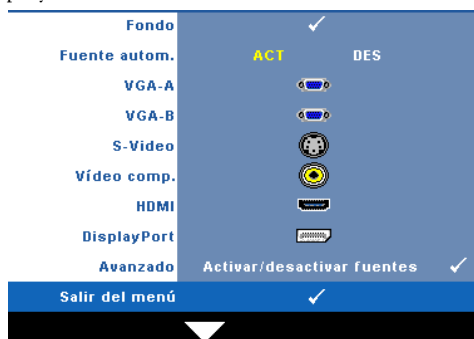 Fondo
Fuente autom. ACT DES
VGA-A
VGA-B
S-Video
Vídeo comp.
HDMI
DisplayPort
Avanzado Activar/desactivar fuentes
Salir del menú